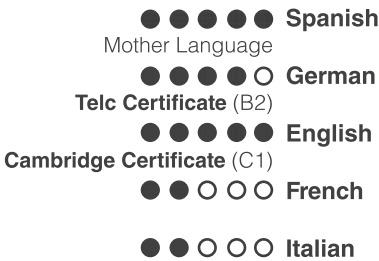 Spanish
Mother Language
German
Telc Certificate (B2)
English
Cambridge Certificate (C1)
French
Italian